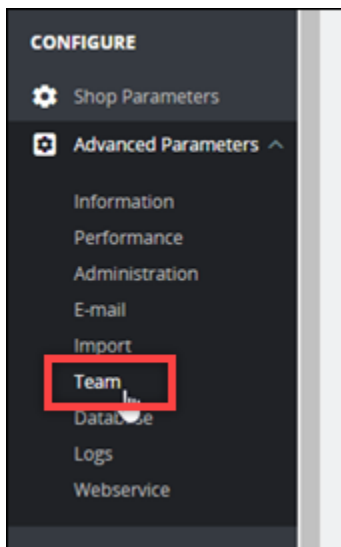 CONFIGURE
Shop Parameters
Advanced Parameters
Information
Performance
Administration
E-mail
Import
Team
Database
Logs
Webservice